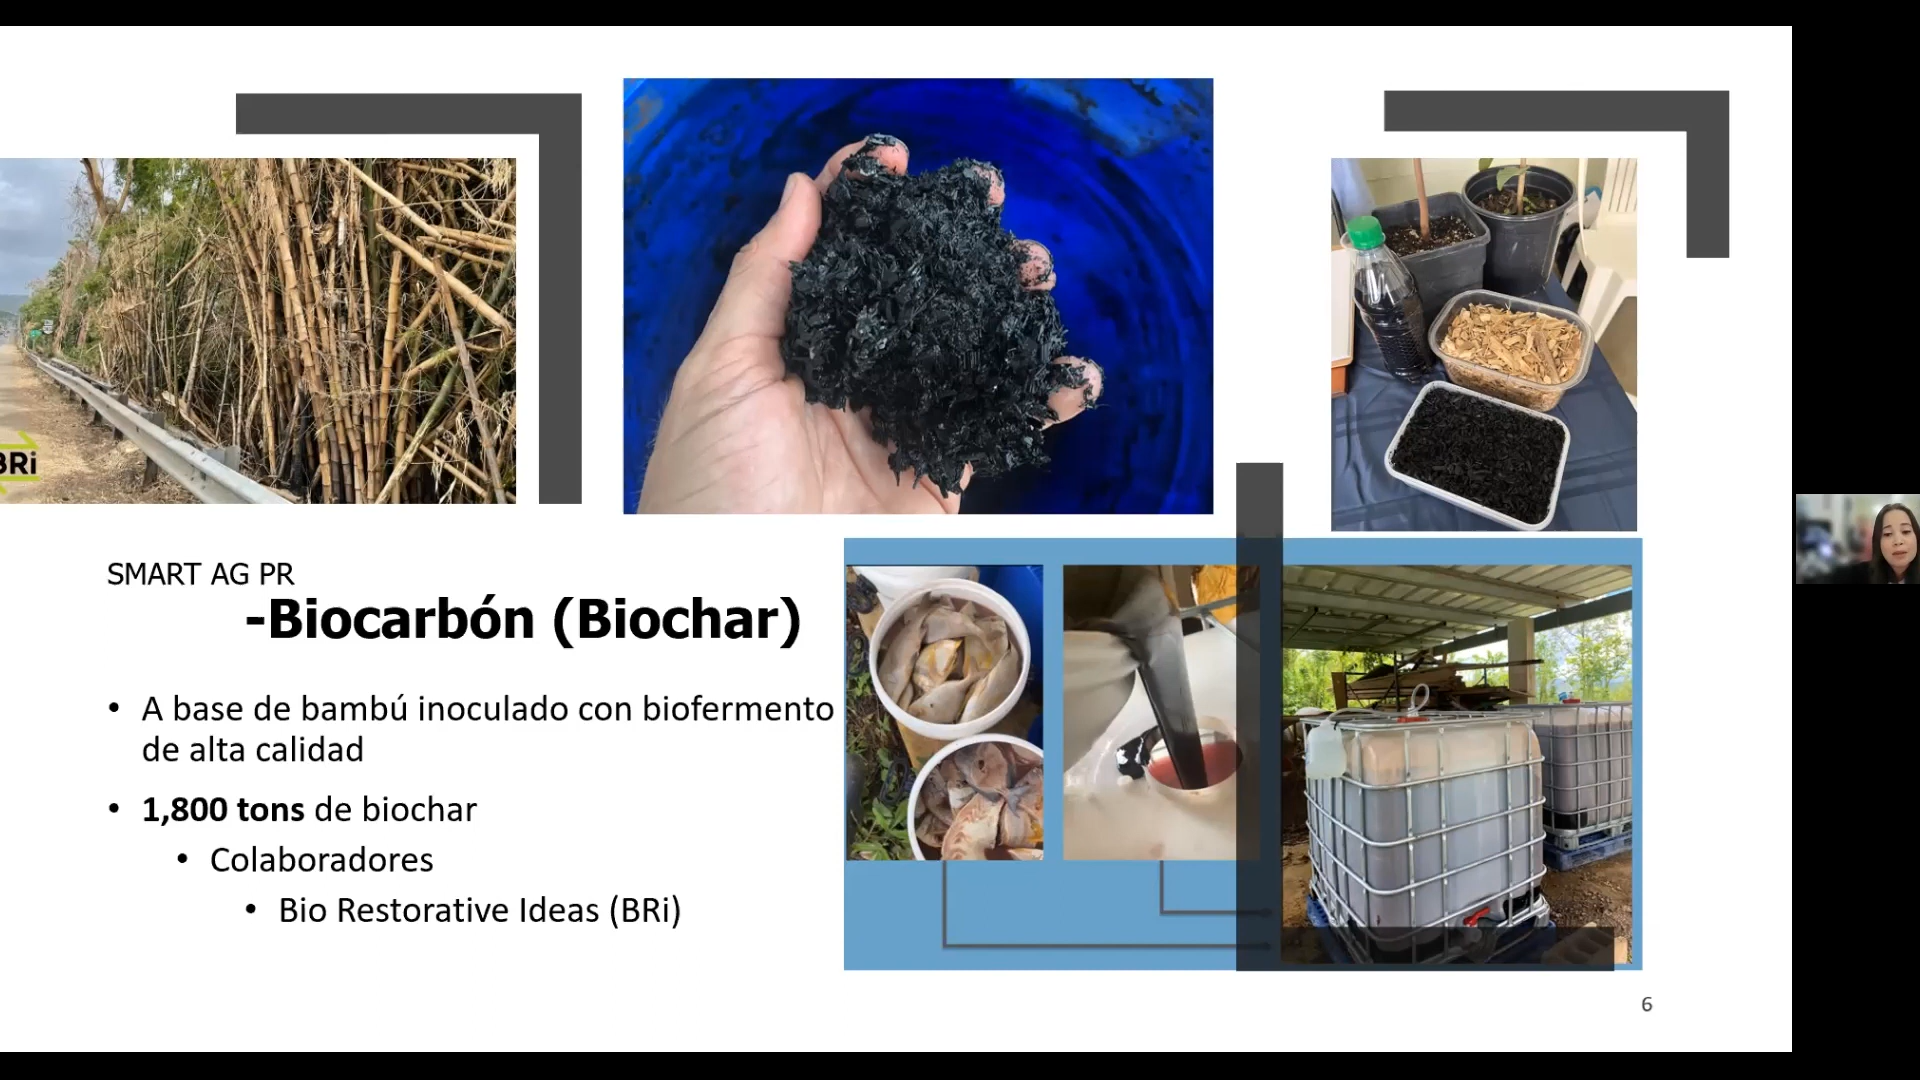 BRi
SMART AG PR
-Biocarbón (Biochar)
• A base de bambú inoculado con biofermento
de alta calidad
• 1,800 tons de biochar
• Colaboradores
• Bio Restorative Ideas (BRi)
6